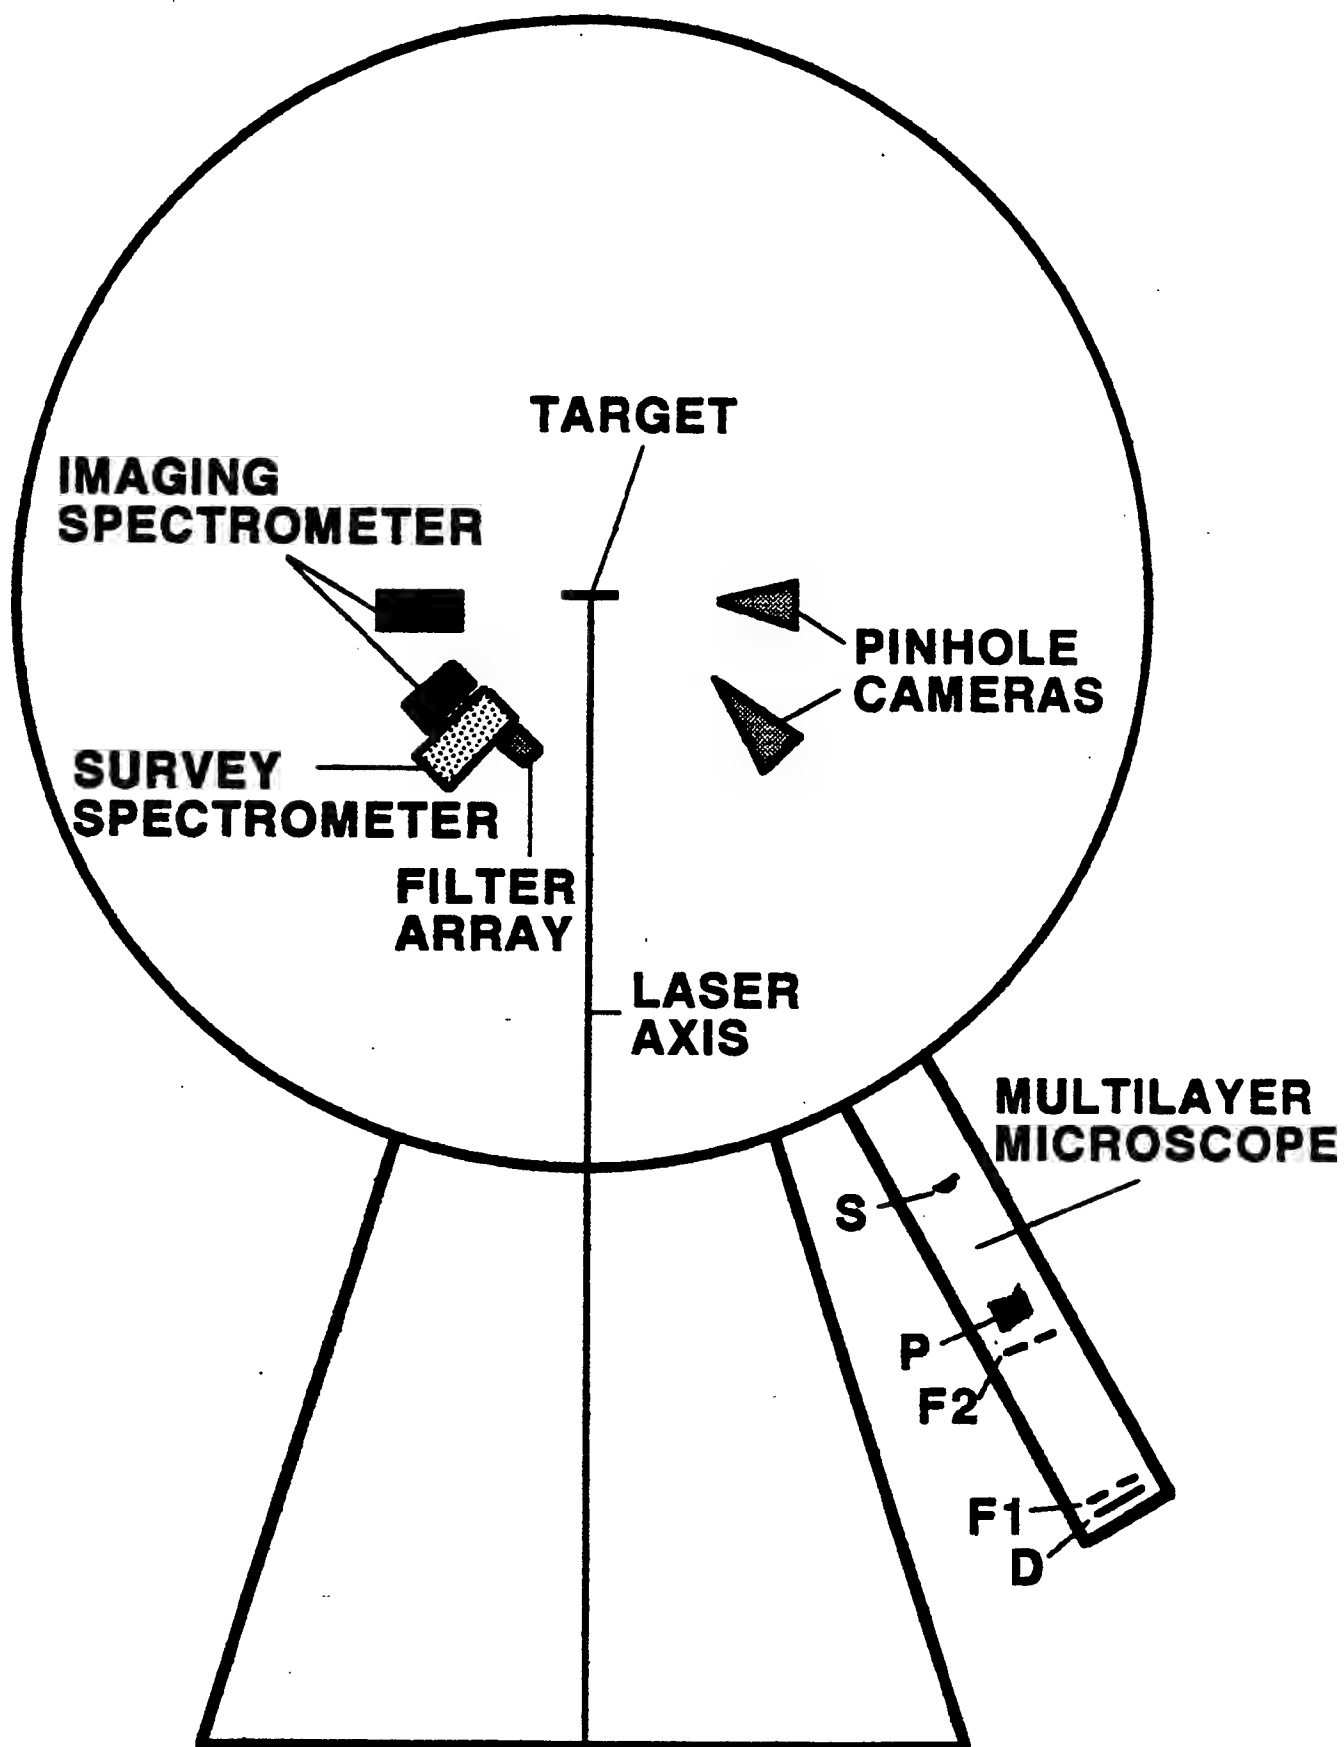 TARGET
IMAGING
SPECTROMETER
PINHOLE
CAMERAS
SURVEY
SPECTROMETER
FILTER
ARRAY
LASER
AXIS
MULTILAYER
MICROSCOPE
S
P
F2
F1
D